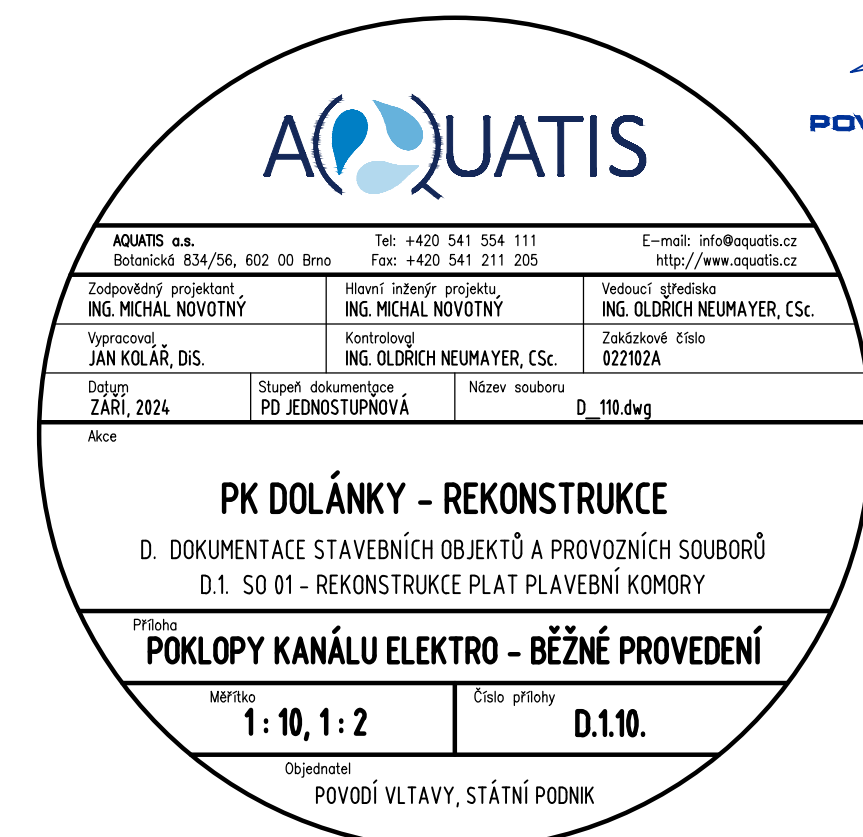 AQUATIS
POV
AQUATIS a.s. Tel: +420 541 554 111 E-mail: info@aquatis.cz
Botanická 834/56, 602 00 Brno Fax: +420 541 211 205 http://www.aquatis.cz
Zodpovědný projektant Hlavní inženýr projektu Vedoucí střediska
ING. MICHAL NOVOTNÝ ING. MICHAL NOVOTNÝ ING. OLDŘICH NEUMAYER, CSc.
Vypracoval Kontroloval Zakázkové číslo
JAN KOLÁŘ, DiS. ING. OLDŘICH NEUMAYER, CSc. 022102A
Datum Stupeň dokumentace Název souboru
ZÁŘÍ, 2024 PD JEDNOSTUPŇOVÁ D_110.dwg
Akce
PK DOLÁNKY - REKONSTRUKCE
D. DOKUMENTACE STAVEBNÍCH OBJEKTŮ A PROVOZNÍCH SOUBORŮ
D.1. SO 01 - REKONSTRUKCE PLAT PLAVEBNÍ KOMORY
Příloha
POKLOPY KANÁLU ELEKTRO - BĚŽNÉ PROVEDENÍ
Měřítko Číslo přílohy
1 : 10, 1 : 2 D.1.10.
Objednatel
POVODÍ VLTAVY, STÁTNÍ PODNIK